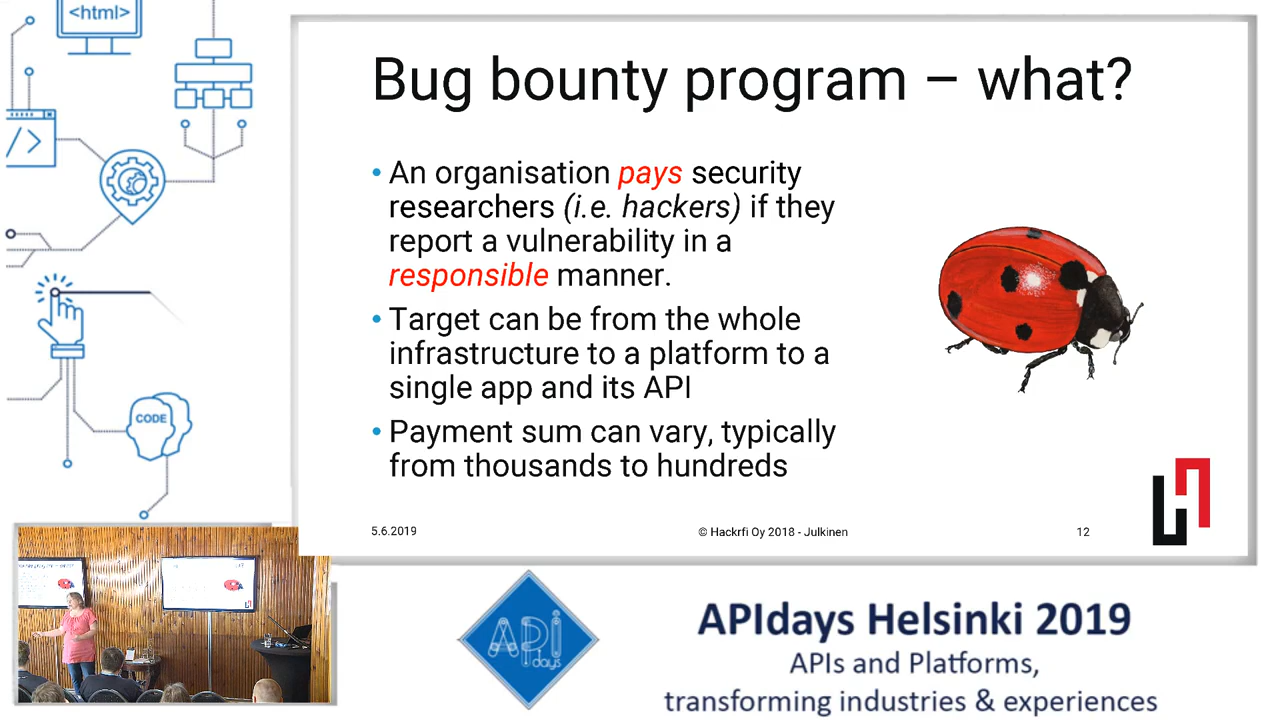 <html>
</>
CODE
Bug bounty program – what?
• An organisation pays security
researchers (i.e. hackers) if they
report a vulnerability in a
responsible manner.
• Target can be from the whole
infrastructure to a platform to a
single app and its API
• Payment sum can vary, typically
from thousands to hundreds
5.6.2019
© Hackrfi Oy 2018 - Julkinen
12
API
days
APIdays Helsinki 2019
APIs and Platforms,
transforming industries & experiences